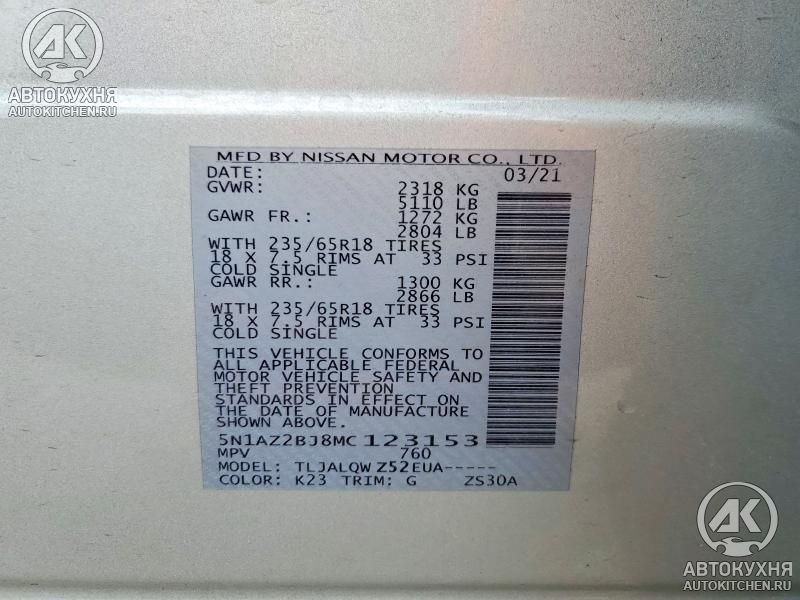 АК
АВТОКУХНЯ
AUTOKITCHEN.RU
MFD BY NISSAN MOTOR CO., LTD.
DATE: 03/21
GVWR: 2318 KG
5110 LB
GAWR FR.: 1272 KG
2804 LB
WITH 235/65R18 TIRES
18 X 7.5 RIMS AT 33 PSI
COLD SINGLE
GAWR RR.: 1300 KG
2866 LB
WITH 235/65R18 TIRES
18 X 7.5 RIMS AT 33 PSI
COLD SINGLE
THIS VEHICLE CONFORMS TO
ALL APPLICABLE FEDERAL
MOTOR VEHICLE SAFETY AND
THEFT PREVENTION
STANDARDS IN EFFECT ON
THE DATE OF MANUFACTURE
SHOWN ABOVE.
5N1AZ2BJ8MC123153
MPV 760
MODEL: TLJALQWZ52EUA-----
COLOR: K23 TRIM: G ZS30A
АК
АВТОКУХНЯ
AUTOKITCHEN.RU